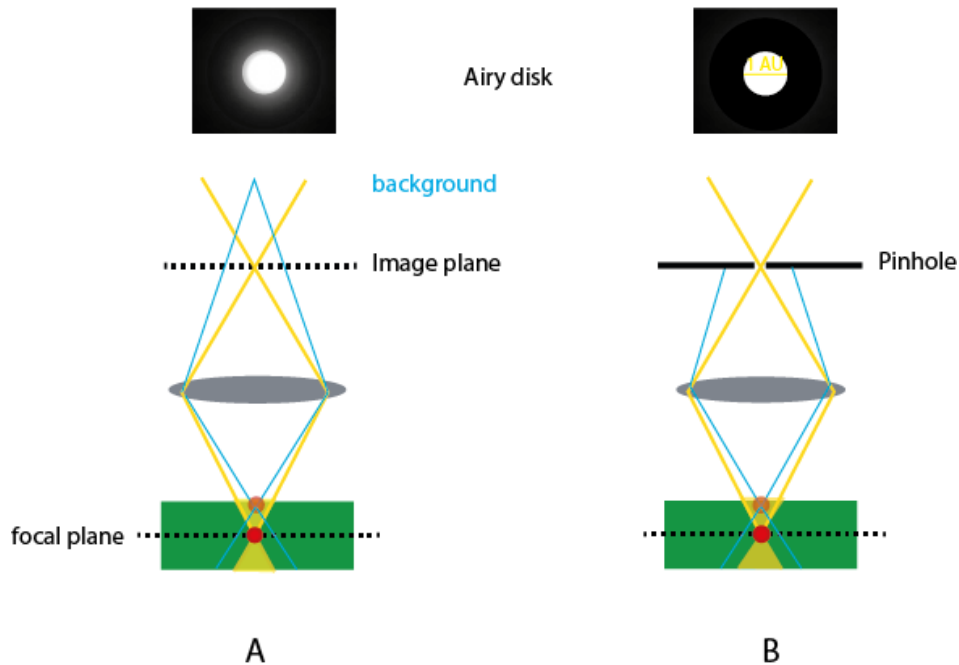 Airy disk
1 AU
background
Image plane
Pinhole
focal plane
A
B